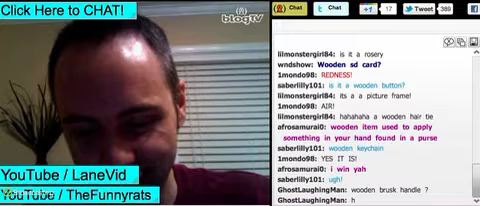 Click Here to CHAT!
blogTV
YouTube / LaneVid
YouTube / TheFunnyrats
Chat
Chat
+1
17
Tweet
389
lilmonstergirl84: is it a rosery
wndshow: Wooden sd card?
1mondo98: REDNESS!
saberlilly101: is it a wooden button?
lilmonstergirl84: its a a picture frame!
1mondo98: AIR!
lilmonstergirl84: hahahaha a wooden hair tie
afrosamurai0: wooden item used to apply
something in your hand found in a purse
saberlilly101: wooden keychain
1mondo98: YES IT IS!
afrosamurai0: i win yah
saberlilly101: ugh!
GhostLaughingMan: wooden brusk handle ?
GhostLaughingMan: h